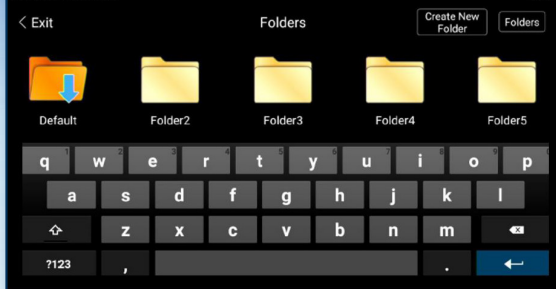 Exit
Folders
Create New
Folder
Folders
Default
Folder2
Folder3
Folder4
Folder5
q w e r t y u i o p
a s d f g h j k l
z x c v b n m
?123 , .